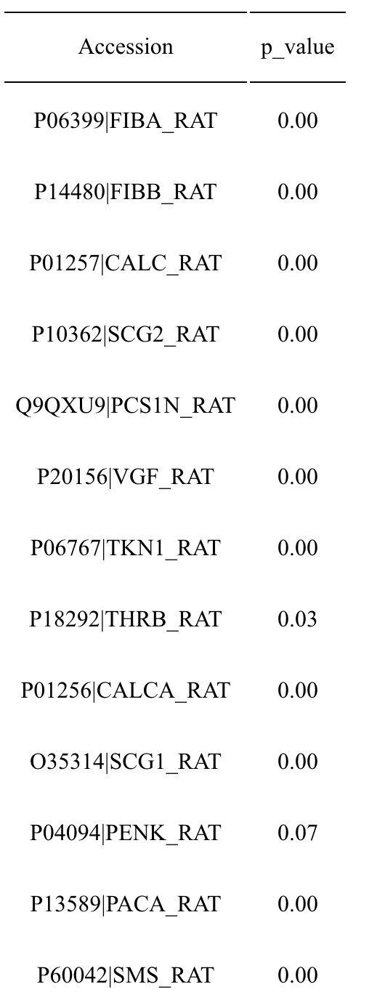 Accession p_value
P06399|FIBA_RAT 0.00
P14480|FIBB_RAT 0.00
P01257|CALC_RAT 0.00
P10362|SCG2_RAT 0.00
Q9QXU9|PCS1N_RAT 0.00
P20156|VGF_RAT 0.00
P06767|TKN1_RAT 0.00
P18292|THRB_RAT 0.03
P01256|CALCA_RAT 0.00
O35314|SCG1_RAT 0.00
P04094|PENK_RAT 0.07
P13589|PACA_RAT 0.00
P60042|SMS_RAT 0.00